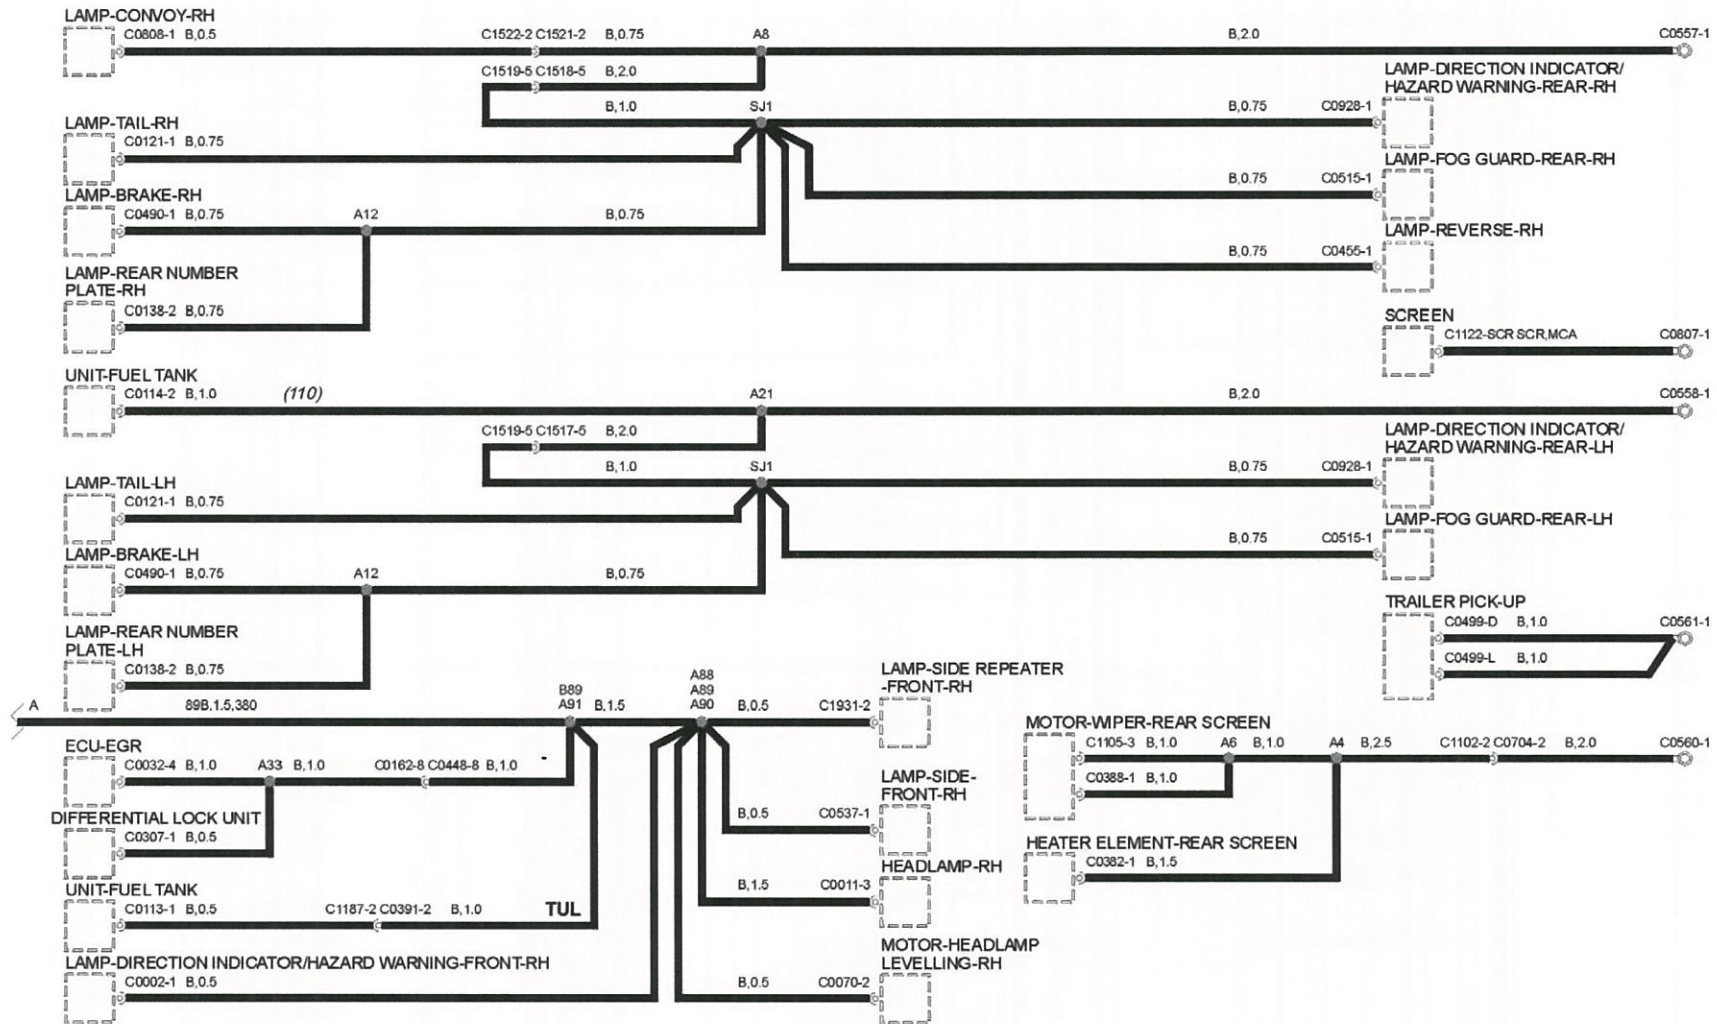 LAMP-CONVOY-RH
C0808-1 B,0.5
C1522-2 C1521-2 B,0.75
A8
B,2.0
C0557-1
C1519-5 C1518-5 B,2.0
LAMP-DIRECTION INDICATOR/
HAZARD WARNING-REAR-RH
B,1.0
SJ1
B,0.75
C0928-1
LAMP-TAIL-RH
C0121-1 B,0.75
LAMP-FOG GUARD-REAR-RH
B,0.75
C0515-1
LAMP-BRAKE-RH
C0490-1 B,0.75
A12
B,0.75
LAMP-REVERSE-RH
B,0.75
C0455-1
LAMP-REAR NUMBER
PLATE-RH
C0138-2 B,0.75
SCREEN
C1122-SCR SCR,MCA
C0807-1
UNIT-FUEL TANK
C0114-2 B,1.0
(110)
A21
B,2.0
C0558-1
C1519-5 C1517-5 B,2.0
LAMP-DIRECTION INDICATOR/
HAZARD WARNING-REAR-LH
B,1.0
SJ1
B,0.75
C0928-1
LAMP-TAIL-LH
C0121-1 B,0.75
LAMP-FOG GUARD-REAR-LH
B,0.75
C0515-1
LAMP-BRAKE-LH
C0490-1 B,0.75
A12
B,0.75
TRAILER PICK-UP
C0499-D B,1.0
C0561-1
C0499-L B,1.0
LAMP-REAR NUMBER
PLATE-LH
C0138-2 B,0.75
A
89B,1.5,380
B89
A91
B,1.5
A88
A89
A90
B,0.5
C1931-2
LAMP-SIDE REPEATER
-FRONT-RH
MOTOR-WIPER-REAR SCREEN
C1105-3 B,1.0
A6
B,1.0
A4
B,2.5
C1102-2 C0704-2 B,2.0
C0560-1
C0388-1 B,1.0
ECU-EGR
C0032-4 B,1.0
A33
B,1.0
C0162-8 C0448-8 B,1.0
LAMP-SIDE-
FRONT-RH
B,0.5
C0537-1
DIFFERENTIAL LOCK UNIT
C0307-1 B,0.5
HEATER ELEMENT-REAR SCREEN
C0382-1 B,1.5
HEADLAMP-RH
B,1.5
C0011-3
UNIT-FUEL TANK
C0113-1 B,0.5
C1187-2 C0391-2 B,1.0
TUL
MOTOR-HEADLAMP
LEVELLING-RH
B,0.5
C0070-2
LAMP-DIRECTION INDICATOR/HAZARD WARNING-FRONT-RH
C0002-1 B,0.5